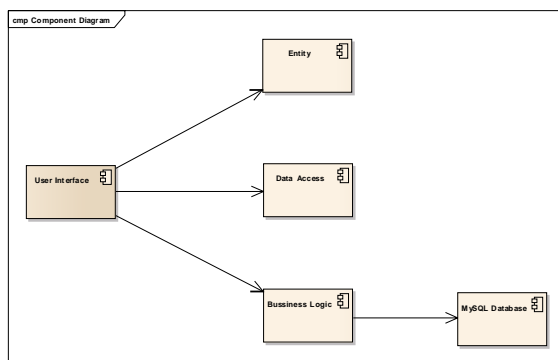 cmp Component Diagram
Entity
User Interface
Data Access
Bussiness Logic
MySQL Database